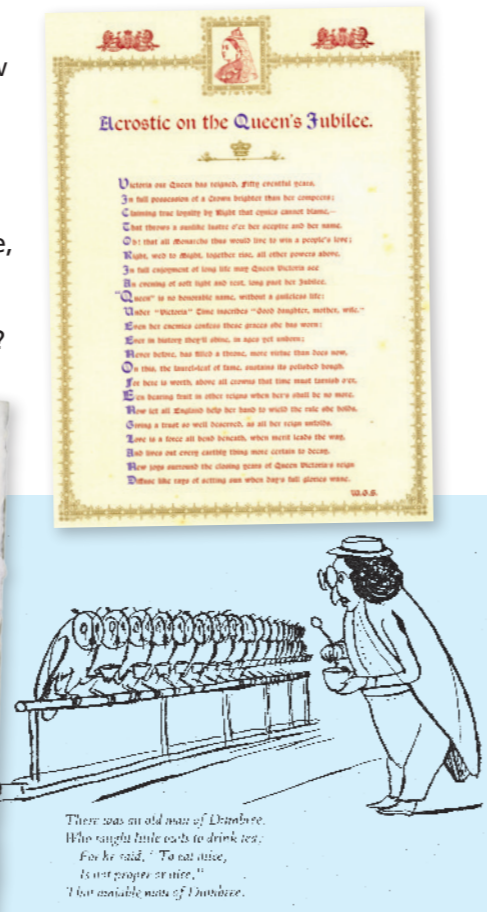 Acrostic on the Queen's Jubilee.
Victoria our Queen has reigned, Fifty eventful years,
In full possession of a Crown brighter than her compeers;
Claiming true loyalty by Right that cynics cannot blame,—
That throws a sunlike lustre o'er her sceptre and her name.
Oh! that all Monarchs thus would live to win a people's love;
Right, wed to Might, together rise, all other powers above.
In full enjoyment of long life may Queen Victoria see
An evening of soft light and rest, long past her Jubilee.
"Queen" is no honorable name, without a guileless life:
Under "Victoria" Time inscribes "Good daughter, mother, wife."
Even her enemies confess these graces she has worn:
Ever in history they'll shine, in ages yet unborn;
Never before, has filled a throne, more virtue than does now,
On this, the laurel-leaf of fame, sustains its polished bough.
For here is worth, above all crowns that time must tarnish o'er,
E'en bearing fruit in other reigns when her's shall be no more.
Now let all England help her hand to wield the rule she holds,
Giving a trust so well deserved, as all her reign unfolds.
Love is a force all bend beneath, when merit leads the way,
And lives out every earthly thing more certain to decay.
New joys surround the closing years of Queen Victoria's reign
Diffuse like rays of setting sun when day's full glories wane.
w
e,
?
There was an old man of Dumbree,
Who taught little owls to drink tea;
For he said, "To eat mice,
Is not proper or nice,"
That amiable man of Dumbree.